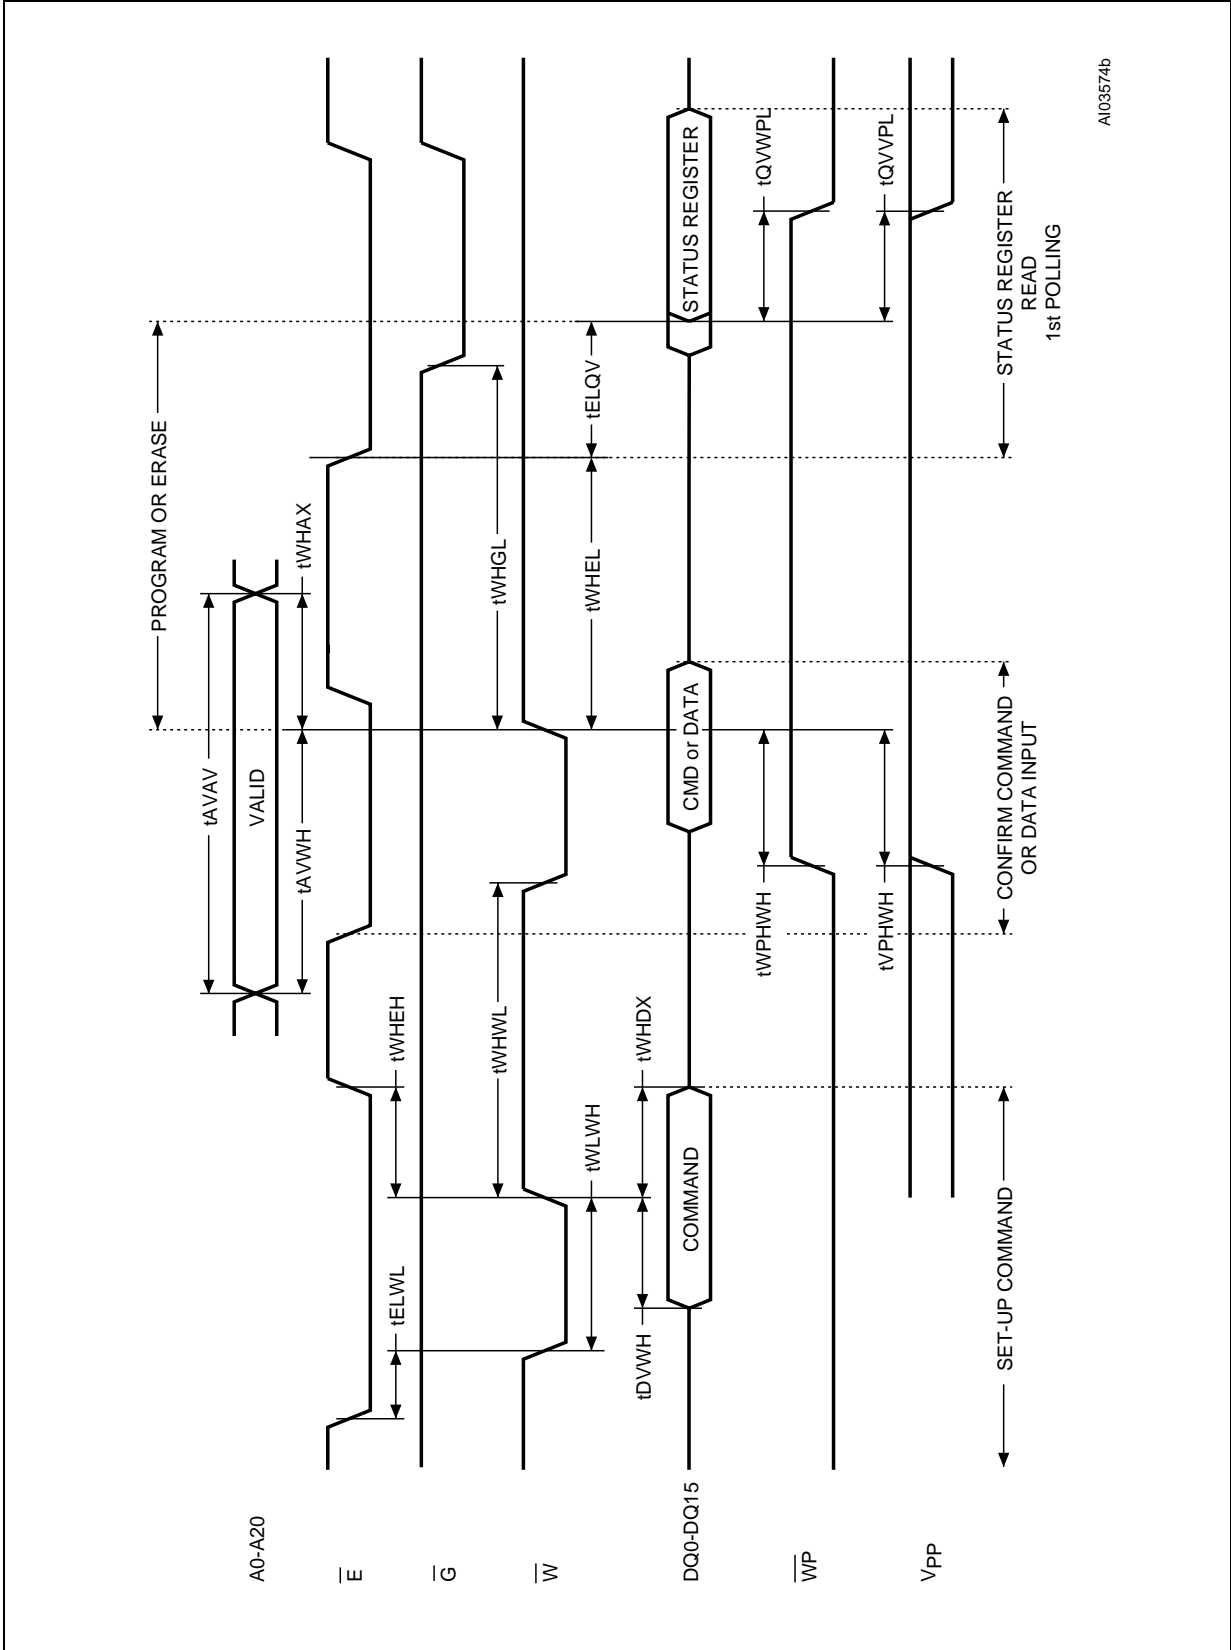 A0-A20
VALID
tAVAV
tAVWH
tWHAX
PROGRAM OR ERASE
E
tELWL
tWHEH
G
tWHWL
tWHGL
W
tWLWH
tWHEL
tELQV
tDVWH
tWHDX
DQ0-DQ15
COMMAND
CMD or DATA
STATUS REGISTER
WP
tWPHWH
tQVWPL
VPP
tVPHWH
tQVVPL
SET-UP COMMAND
CONFIRM COMMAND
OR DATA INPUT
STATUS REGISTER
READ
1st POLLING
AI03574b